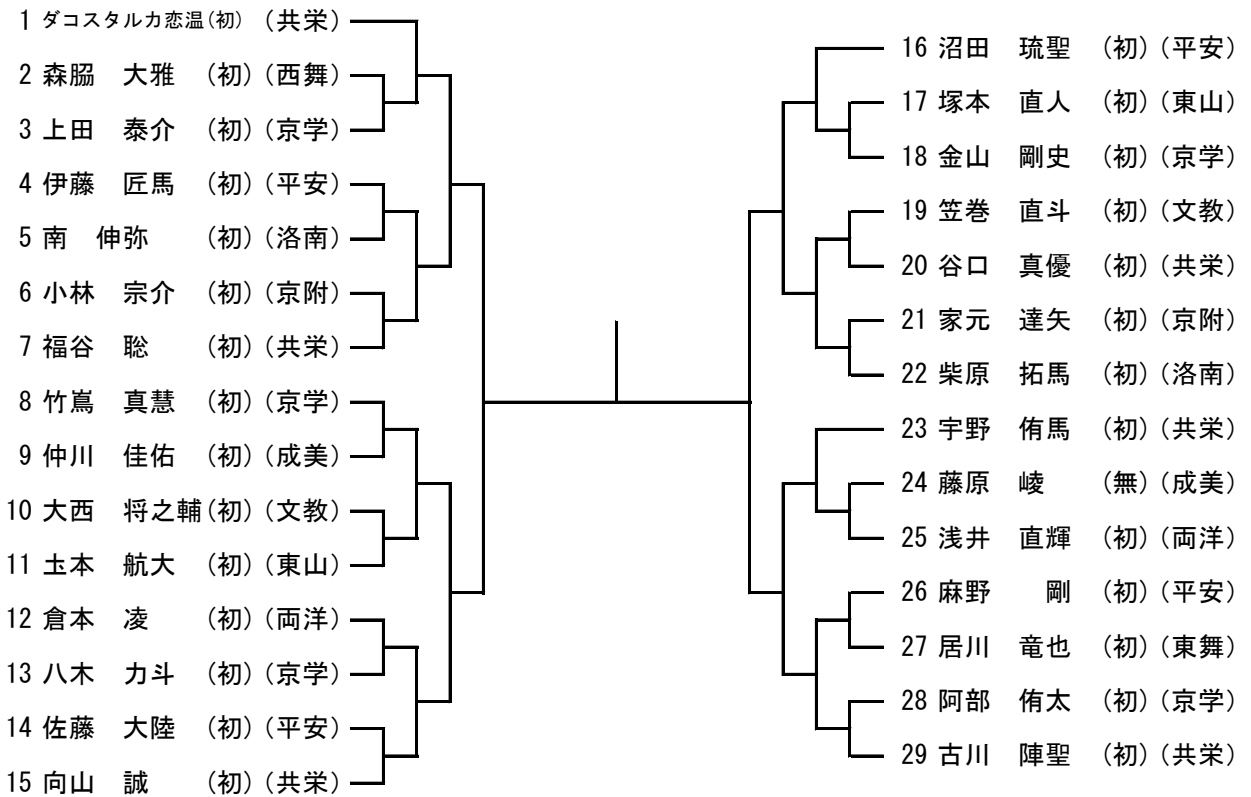 1 ダコスタルカ恋温(初) (共栄)
2 森脇 大雅 (初) (西舞)
3 上田 泰介 (初) (京学)
4 伊藤 匠馬 (初) (平安)
5 南 伸弥 (初) (洛南)
6 小林 宗介 (初) (京附)
7 福谷 聡 (初) (共栄)
8 竹嶌 真慧 (初) (京学)
9 仲川 佳佑 (初) (成美)
10 大西 将之輔(初) (文教)
11 圡本 航大 (初) (東山)
12 倉本 凌 (初) (両洋)
13 八木 力斗 (初) (京学)
14 佐藤 大陸 (初) (平安)
15 向山 誠 (初) (共栄)
16 沼田 琉聖 (初) (平安)
17 塚本 直人 (初) (東山)
18 金山 剛史 (初) (京学)
19 笠巻 直斗 (初) (文教)
20 谷口 真優 (初) (共栄)
21 家元 達矢 (初) (京附)
22 柴原 拓馬 (初) (洛南)
23 宇野 侑馬 (初) (共栄)
24 藤原 崚 (無) (成美)
25 浅井 直輝 (初) (両洋)
26 麻野 剛 (初) (平安)
27 居川 竜也 (初) (東舞)
28 阿部 侑太 (初) (京学)
29 古川 陣聖 (初) (共栄)